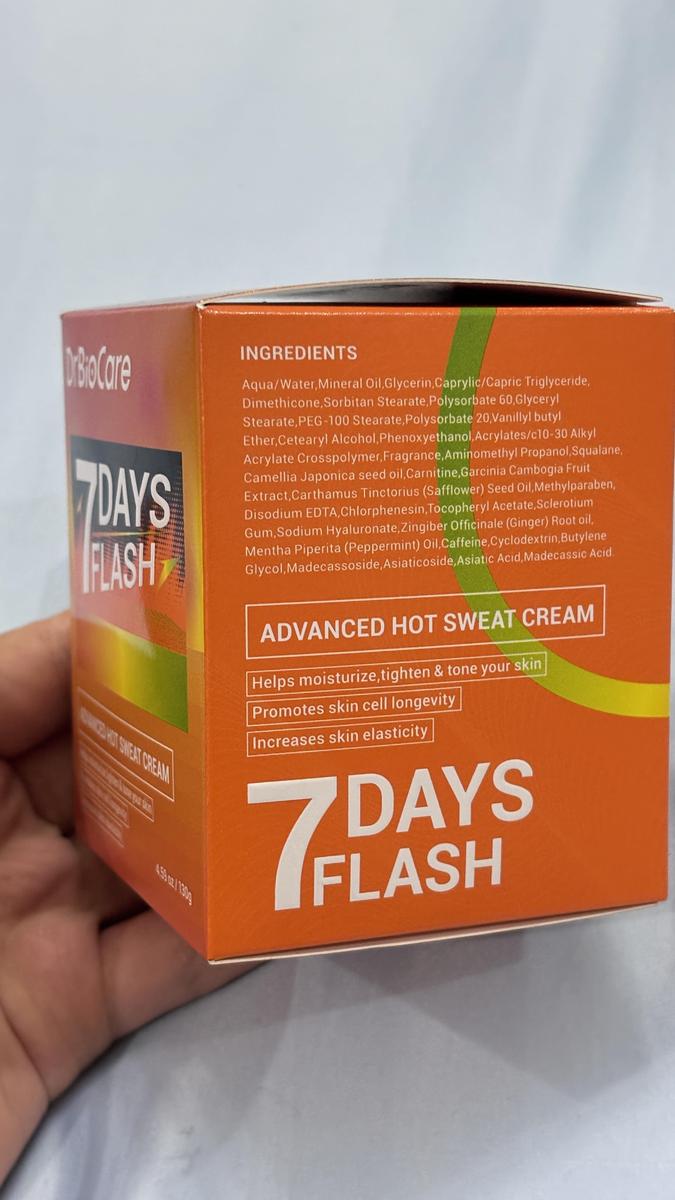 DrBioCare
7DAYS
FLASH
ADVANCED HOT SWEAT CREAM
4.59 oz / 130g
INGREDIENTS
Aqua/Water,Mineral Oil,Glycerin,Caprylic/Capric Triglyceride,
Dimethicone,Sorbitan Stearate,Polysorbate 60,Glyceryl
Stearate,PEG-100 Stearate,Polysorbate 20,Vanillyl butyl
Ether,Cetearyl Alcohol,Phenoxyethanol,Acrylates/c10-30 Alkyl
Acrylate Crosspolymer,Fragrance,Aminomethyl Propanol,Squalane,
Camellia Japonica seed oil,Carnitine,Garcinia Cambogia Fruit
Extract,Carthamus Tinctorius (Safflower) Seed Oil,Methylparaben,
Disodium EDTA,Chlorphenesin,Tocopheryl Acetate,Sclerotium
Gum,Sodium Hyaluronate,Zingiber Officinale (Ginger) Root oil,
Mentha Piperita (Peppermint) Oil,Caffeine,Cyclodextrin,Butylene
Glycol,Madecassoside,Asiaticoside,Asiatic Acid,Madecassic Acid
ADVANCED HOT SWEAT CREAM
Helps moisturize,tighten & tone your skin
Promotes skin cell longevity
Increases skin elasticity
7DAYS
FLASH